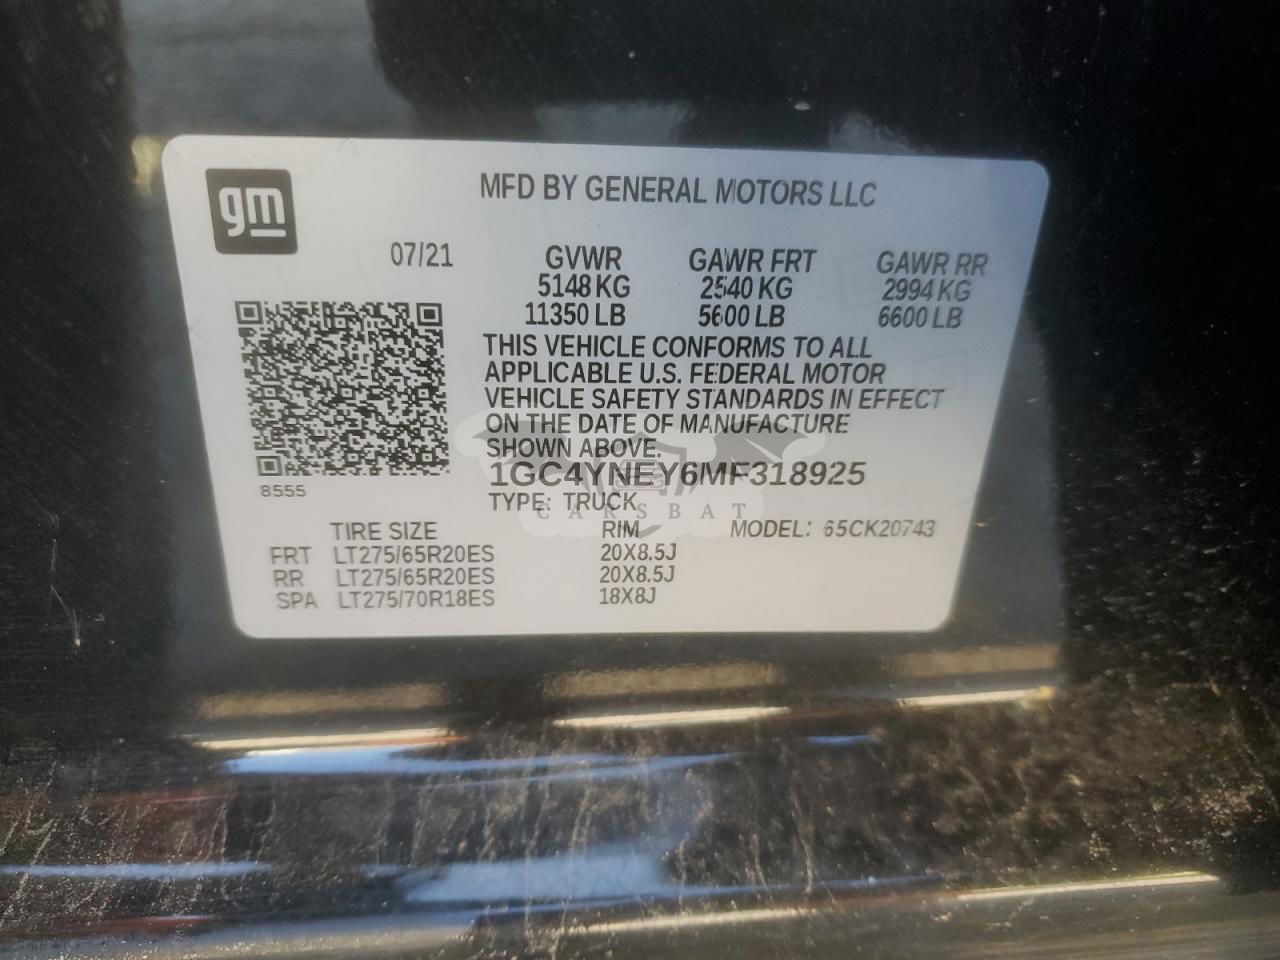 gm
MFD BY GENERAL MOTORS LLC
07/21 GVWR GAWR FRT GAWR RR
5148 KG 2540 KG 2994 KG
11350 LB 5600 LB 6600 LB
THIS VEHICLE CONFORMS TO ALL
APPLICABLE U.S. FEDERAL MOTOR
VEHICLE SAFETY STANDARDS IN EFFECT
ON THE DATE OF MANUFACTURE
SHOWN ABOVE.
1GC4YNEY6MF318925
8555
TYPE: TRUCK
CARSBAT
TIRE SIZE RIM MODEL: 65CK20743
FRT LT275/65R20ES 20X8.5J
RR LT275/65R20ES 20X8.5J
SPA LT275/70R18ES 18X8J